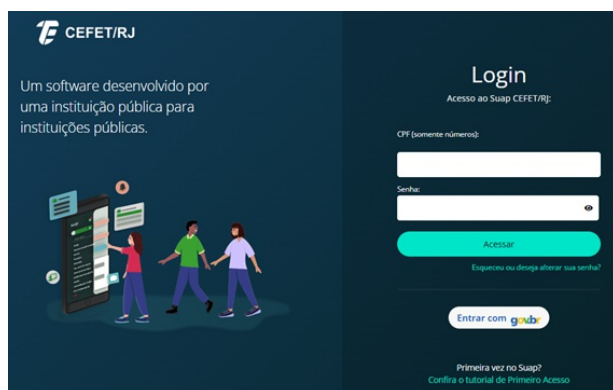 CEFET/RJ
Um software desenvolvido por
uma instituição pública para
instituições públicas.
Login
Acesso ao Suap CEFET/RJ:
CPF (somente números):
Senha:
Acessar
Esqueceu ou deseja alterar sua senha?
Entrar com gov.br
Primeira vez no Suap?
Confira o tutorial de Primeiro Acesso